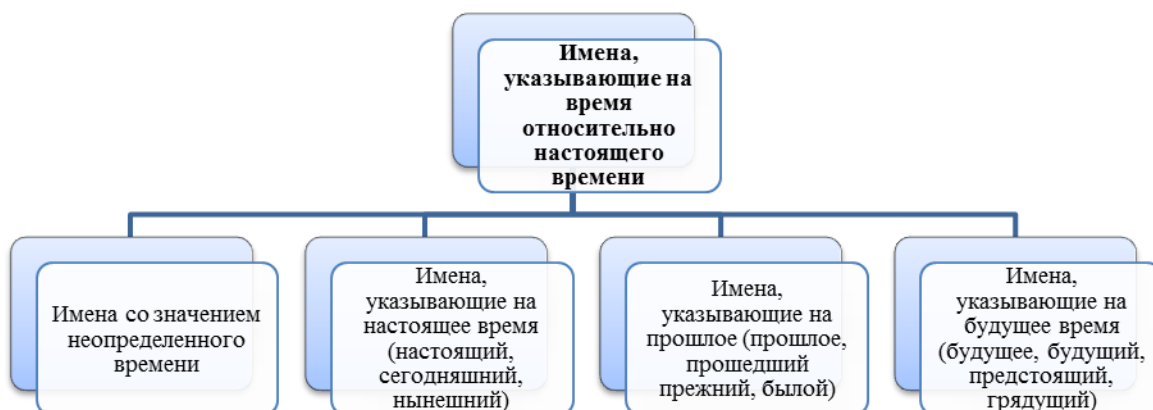 Имена,
указывающие на
время
относительно
настоящего
времени
Имена со значением
неопределенного
времени
Имена,
указывающие на
настоящее время
(настоящий,
сегодняшний,
нынешний)
Имена,
указывающие на
прошлое (прошлое,
прошедший
прежний, былой)
Имена,
указывающие на
будущее время
(будущее, будущий,
предстоящий,
грядущий)